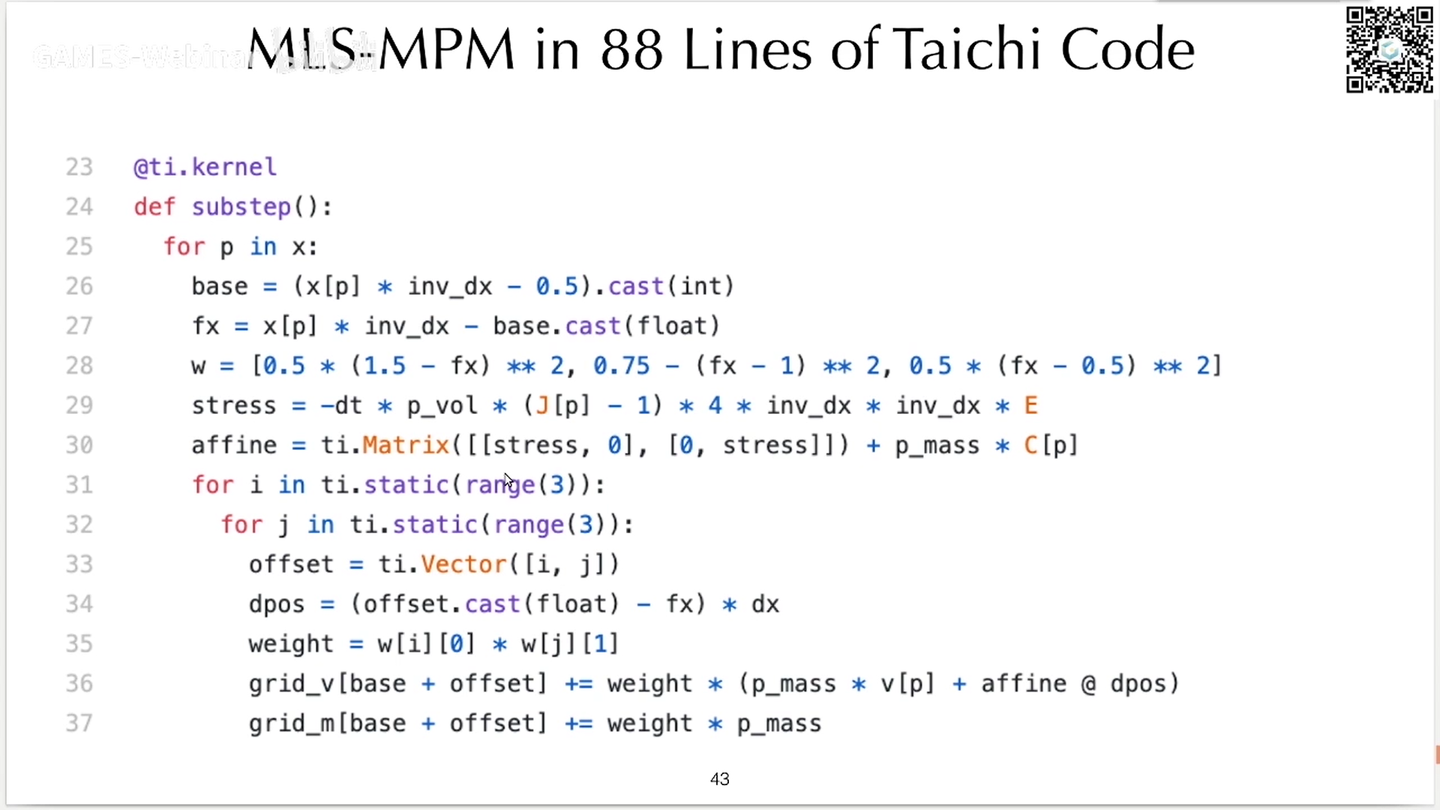 GAMES-Webinar
MLS-MPM in 88 Lines of Taichi Code
23 @ti.kernel
24 def substep():
25   for p in x:
26     base = (x[p] * inv_dx - 0.5).cast(int)
27     fx = x[p] * inv_dx - base.cast(float)
28     w = [0.5 * (1.5 - fx) ** 2, 0.75 - (fx - 1) ** 2, 0.5 * (fx - 0.5) ** 2]
29     stress = -dt * p_vol * (J[p] - 1) * 4 * inv_dx * inv_dx * E
30     affine = ti.Matrix([[stress, 0], [0, stress]]) + p_mass * C[p]
31     for i in ti.static(range(3)):
32       for j in ti.static(range(3)):
33         offset = ti.Vector([i, j])
34         dpos = (offset.cast(float) - fx) * dx
35         weight = w[i][0] * w[j][1]
36         grid_v[base + offset] += weight * (p_mass * v[p] + affine @ dpos)
37         grid_m[base + offset] += weight * p_mass
43